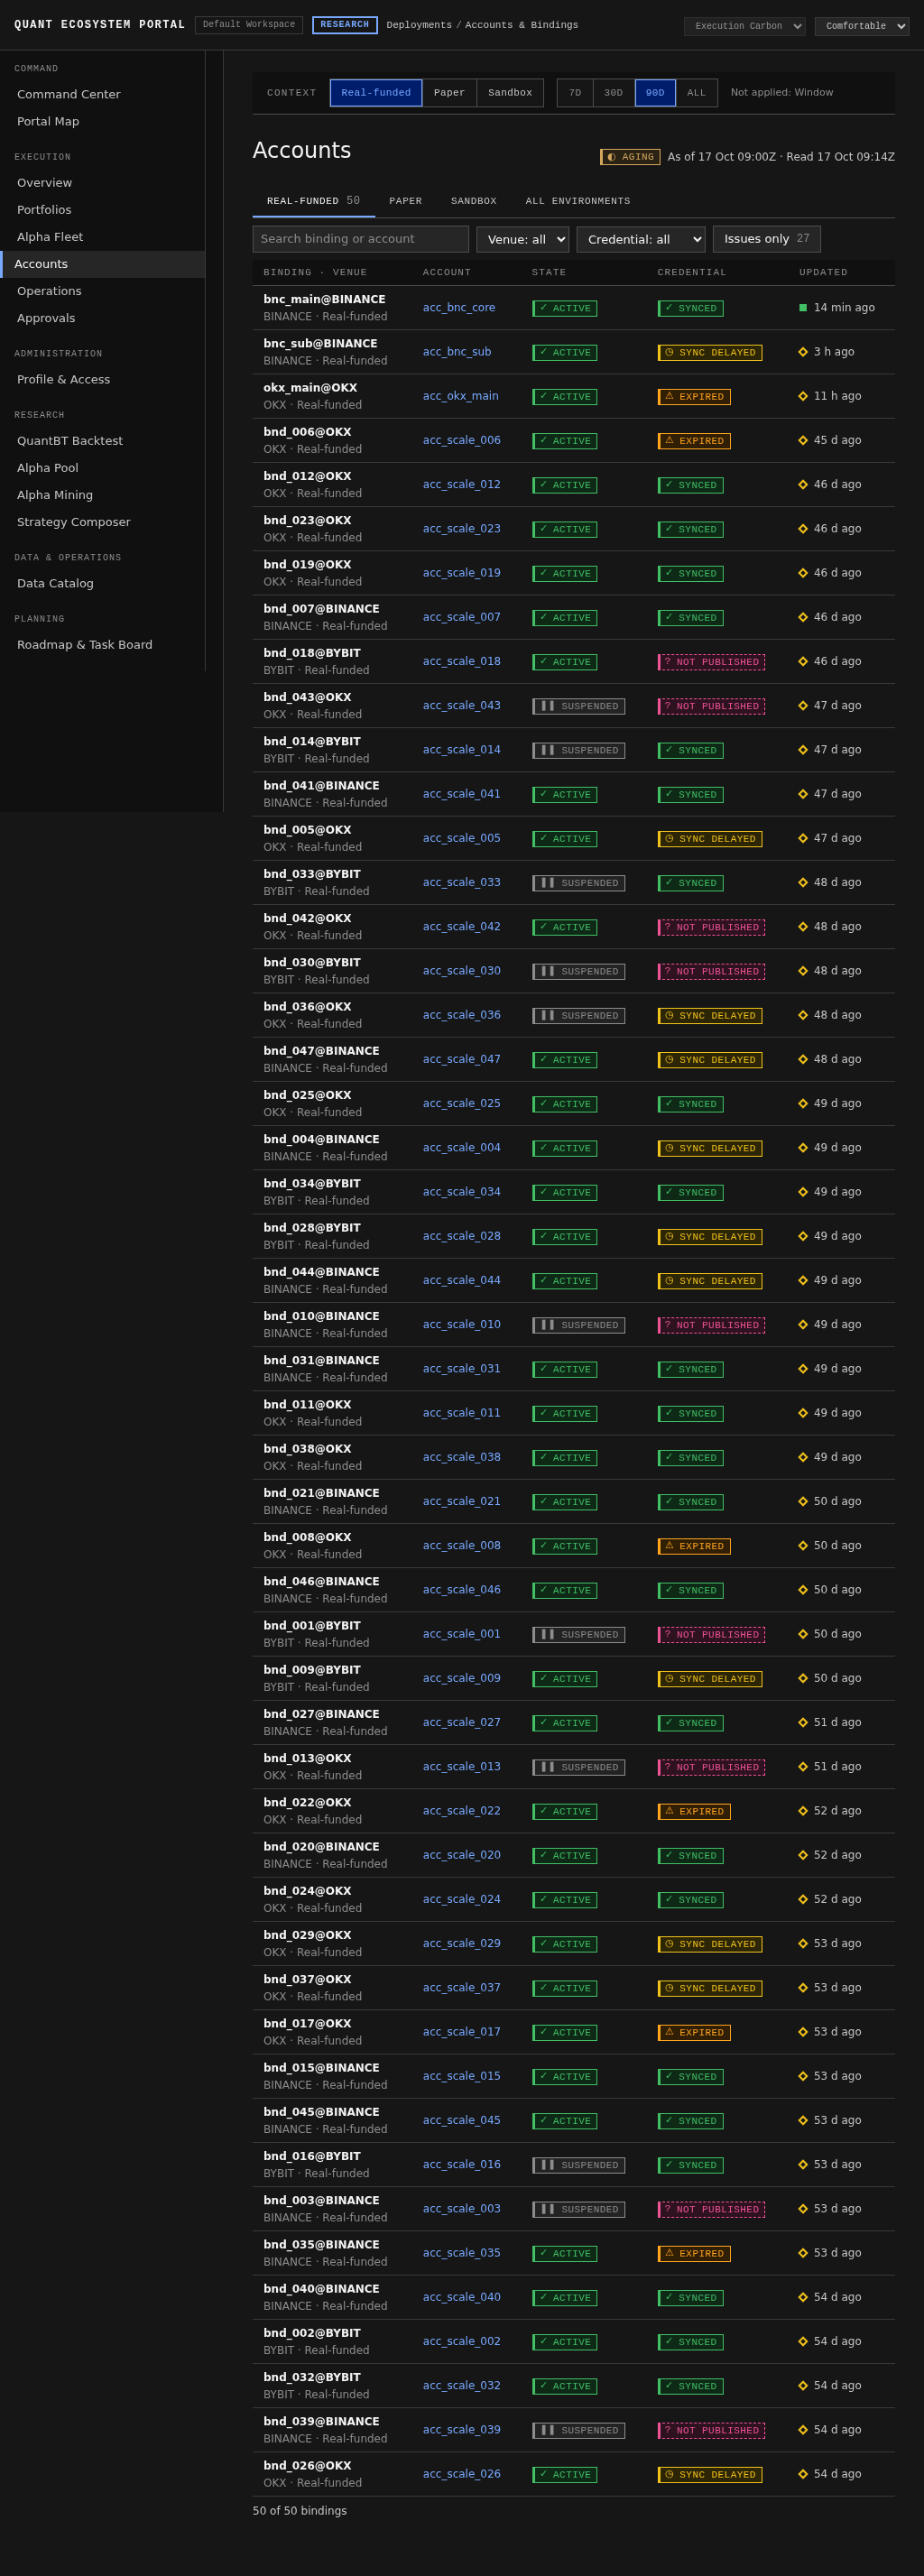 QUANT ECOSYSTEM PORTAL Default Workspace RESEARCH Deployments / Accounts & Bindings Execution Carbon Comfortable
COMMAND
Command Center
Portal Map
EXECUTION
Overview
Portfolios
Alpha Fleet
Accounts
Operations
Approvals
ADMINISTRATION
Profile & Access
RESEARCH
QuantBT Backtest
Alpha Pool
Alpha Mining
Strategy Composer
DATA & OPERATIONS
Data Catalog
PLANNING
Roadmap & Task Board
CONTEXT Real-funded Paper Sandbox 7D 30D 90D ALL Not applied: Window
Accounts
◐ AGING As of 17 Oct 09:00Z · Read 17 Oct 09:14Z
REAL-FUNDED 50 PAPER SANDBOX ALL ENVIRONMENTS
Search binding or account Venue: all Credential: all Issues only 27
BINDING · VENUE ACCOUNT STATE CREDENTIAL UPDATED
bnc_main@BINANCE
BINANCE · Real-funded acc_bnc_core ✓ ACTIVE ✓ SYNCED 14 min ago
bnc_sub@BINANCE
BINANCE · Real-funded acc_bnc_sub ✓ ACTIVE ◷ SYNC DELAYED 3 h ago
okx_main@OKX
OKX · Real-funded acc_okx_main ✓ ACTIVE ⚠ EXPIRED 11 h ago
bnd_006@OKX
OKX · Real-funded acc_scale_006 ✓ ACTIVE ⚠ EXPIRED 45 d ago
bnd_012@OKX
OKX · Real-funded acc_scale_012 ✓ ACTIVE ✓ SYNCED 46 d ago
bnd_023@OKX
OKX · Real-funded acc_scale_023 ✓ ACTIVE ✓ SYNCED 46 d ago
bnd_019@OKX
OKX · Real-funded acc_scale_019 ✓ ACTIVE ✓ SYNCED 46 d ago
bnd_007@BINANCE
BINANCE · Real-funded acc_scale_007 ✓ ACTIVE ✓ SYNCED 46 d ago
bnd_018@BYBIT
BYBIT · Real-funded acc_scale_018 ✓ ACTIVE ? NOT PUBLISHED 46 d ago
bnd_043@OKX
OKX · Real-funded acc_scale_043 ❚❚ SUSPENDED ? NOT PUBLISHED 47 d ago
bnd_014@BYBIT
BYBIT · Real-funded acc_scale_014 ❚❚ SUSPENDED ✓ SYNCED 47 d ago
bnd_041@BINANCE
BINANCE · Real-funded acc_scale_041 ✓ ACTIVE ✓ SYNCED 47 d ago
bnd_005@OKX
OKX · Real-funded acc_scale_005 ✓ ACTIVE ◷ SYNC DELAYED 47 d ago
bnd_033@BYBIT
BYBIT · Real-funded acc_scale_033 ❚❚ SUSPENDED ✓ SYNCED 48 d ago
bnd_042@OKX
OKX · Real-funded acc_scale_042 ✓ ACTIVE ? NOT PUBLISHED 48 d ago
bnd_030@BYBIT
BYBIT · Real-funded acc_scale_030 ❚❚ SUSPENDED ? NOT PUBLISHED 48 d ago
bnd_036@OKX
OKX · Real-funded acc_scale_036 ❚❚ SUSPENDED ◷ SYNC DELAYED 48 d ago
bnd_047@BINANCE
BINANCE · Real-funded acc_scale_047 ✓ ACTIVE ◷ SYNC DELAYED 48 d ago
bnd_025@OKX
OKX · Real-funded acc_scale_025 ✓ ACTIVE ✓ SYNCED 49 d ago
bnd_004@BINANCE
BINANCE · Real-funded acc_scale_004 ✓ ACTIVE ◷ SYNC DELAYED 49 d ago
bnd_034@BYBIT
BYBIT · Real-funded acc_scale_034 ✓ ACTIVE ✓ SYNCED 49 d ago
bnd_028@BYBIT
BYBIT · Real-funded acc_scale_028 ✓ ACTIVE ◷ SYNC DELAYED 49 d ago
bnd_044@BINANCE
BINANCE · Real-funded acc_scale_044 ✓ ACTIVE ◷ SYNC DELAYED 49 d ago
bnd_010@BINANCE
BINANCE · Real-funded acc_scale_010 ❚❚ SUSPENDED ? NOT PUBLISHED 49 d ago
bnd_031@BINANCE
BINANCE · Real-funded acc_scale_031 ✓ ACTIVE ✓ SYNCED 49 d ago
bnd_011@OKX
OKX · Real-funded acc_scale_011 ✓ ACTIVE ✓ SYNCED 49 d ago
bnd_038@OKX
OKX · Real-funded acc_scale_038 ✓ ACTIVE ✓ SYNCED 49 d ago
bnd_021@BINANCE
BINANCE · Real-funded acc_scale_021 ✓ ACTIVE ✓ SYNCED 50 d ago
bnd_008@OKX
OKX · Real-funded acc_scale_008 ✓ ACTIVE ⚠ EXPIRED 50 d ago
bnd_046@BINANCE
BINANCE · Real-funded acc_scale_046 ✓ ACTIVE ✓ SYNCED 50 d ago
bnd_001@BYBIT
BYBIT · Real-funded acc_scale_001 ❚❚ SUSPENDED ? NOT PUBLISHED 50 d ago
bnd_009@BYBIT
BYBIT · Real-funded acc_scale_009 ✓ ACTIVE ◷ SYNC DELAYED 50 d ago
bnd_027@BINANCE
BINANCE · Real-funded acc_scale_027 ✓ ACTIVE ✓ SYNCED 51 d ago
bnd_013@OKX
OKX · Real-funded acc_scale_013 ❚❚ SUSPENDED ? NOT PUBLISHED 51 d ago
bnd_022@OKX
OKX · Real-funded acc_scale_022 ✓ ACTIVE ⚠ EXPIRED 52 d ago
bnd_020@BINANCE
BINANCE · Real-funded acc_scale_020 ✓ ACTIVE ✓ SYNCED 52 d ago
bnd_024@OKX
OKX · Real-funded acc_scale_024 ✓ ACTIVE ✓ SYNCED 52 d ago
bnd_029@OKX
OKX · Real-funded acc_scale_029 ✓ ACTIVE ◷ SYNC DELAYED 53 d ago
bnd_037@OKX
OKX · Real-funded acc_scale_037 ✓ ACTIVE ◷ SYNC DELAYED 53 d ago
bnd_017@OKX
OKX · Real-funded acc_scale_017 ✓ ACTIVE ⚠ EXPIRED 53 d ago
bnd_015@BINANCE
BINANCE · Real-funded acc_scale_015 ✓ ACTIVE ✓ SYNCED 53 d ago
bnd_045@BINANCE
BINANCE · Real-funded acc_scale_045 ✓ ACTIVE ✓ SYNCED 53 d ago
bnd_016@BYBIT
BYBIT · Real-funded acc_scale_016 ❚❚ SUSPENDED ✓ SYNCED 53 d ago
bnd_003@BINANCE
BINANCE · Real-funded acc_scale_003 ❚❚ SUSPENDED ? NOT PUBLISHED 53 d ago
bnd_035@BINANCE
BINANCE · Real-funded acc_scale_035 ✓ ACTIVE ⚠ EXPIRED 53 d ago
bnd_040@BINANCE
BINANCE · Real-funded acc_scale_040 ✓ ACTIVE ✓ SYNCED 54 d ago
bnd_002@BYBIT
BYBIT · Real-funded acc_scale_002 ✓ ACTIVE ✓ SYNCED 54 d ago
bnd_032@BYBIT
BYBIT · Real-funded acc_scale_032 ✓ ACTIVE ✓ SYNCED 54 d ago
bnd_039@BINANCE
BINANCE · Real-funded acc_scale_039 ❚❚ SUSPENDED ? NOT PUBLISHED 54 d ago
bnd_026@OKX
OKX · Real-funded acc_scale_026 ✓ ACTIVE ◷ SYNC DELAYED 54 d ago
50 of 50 bindings